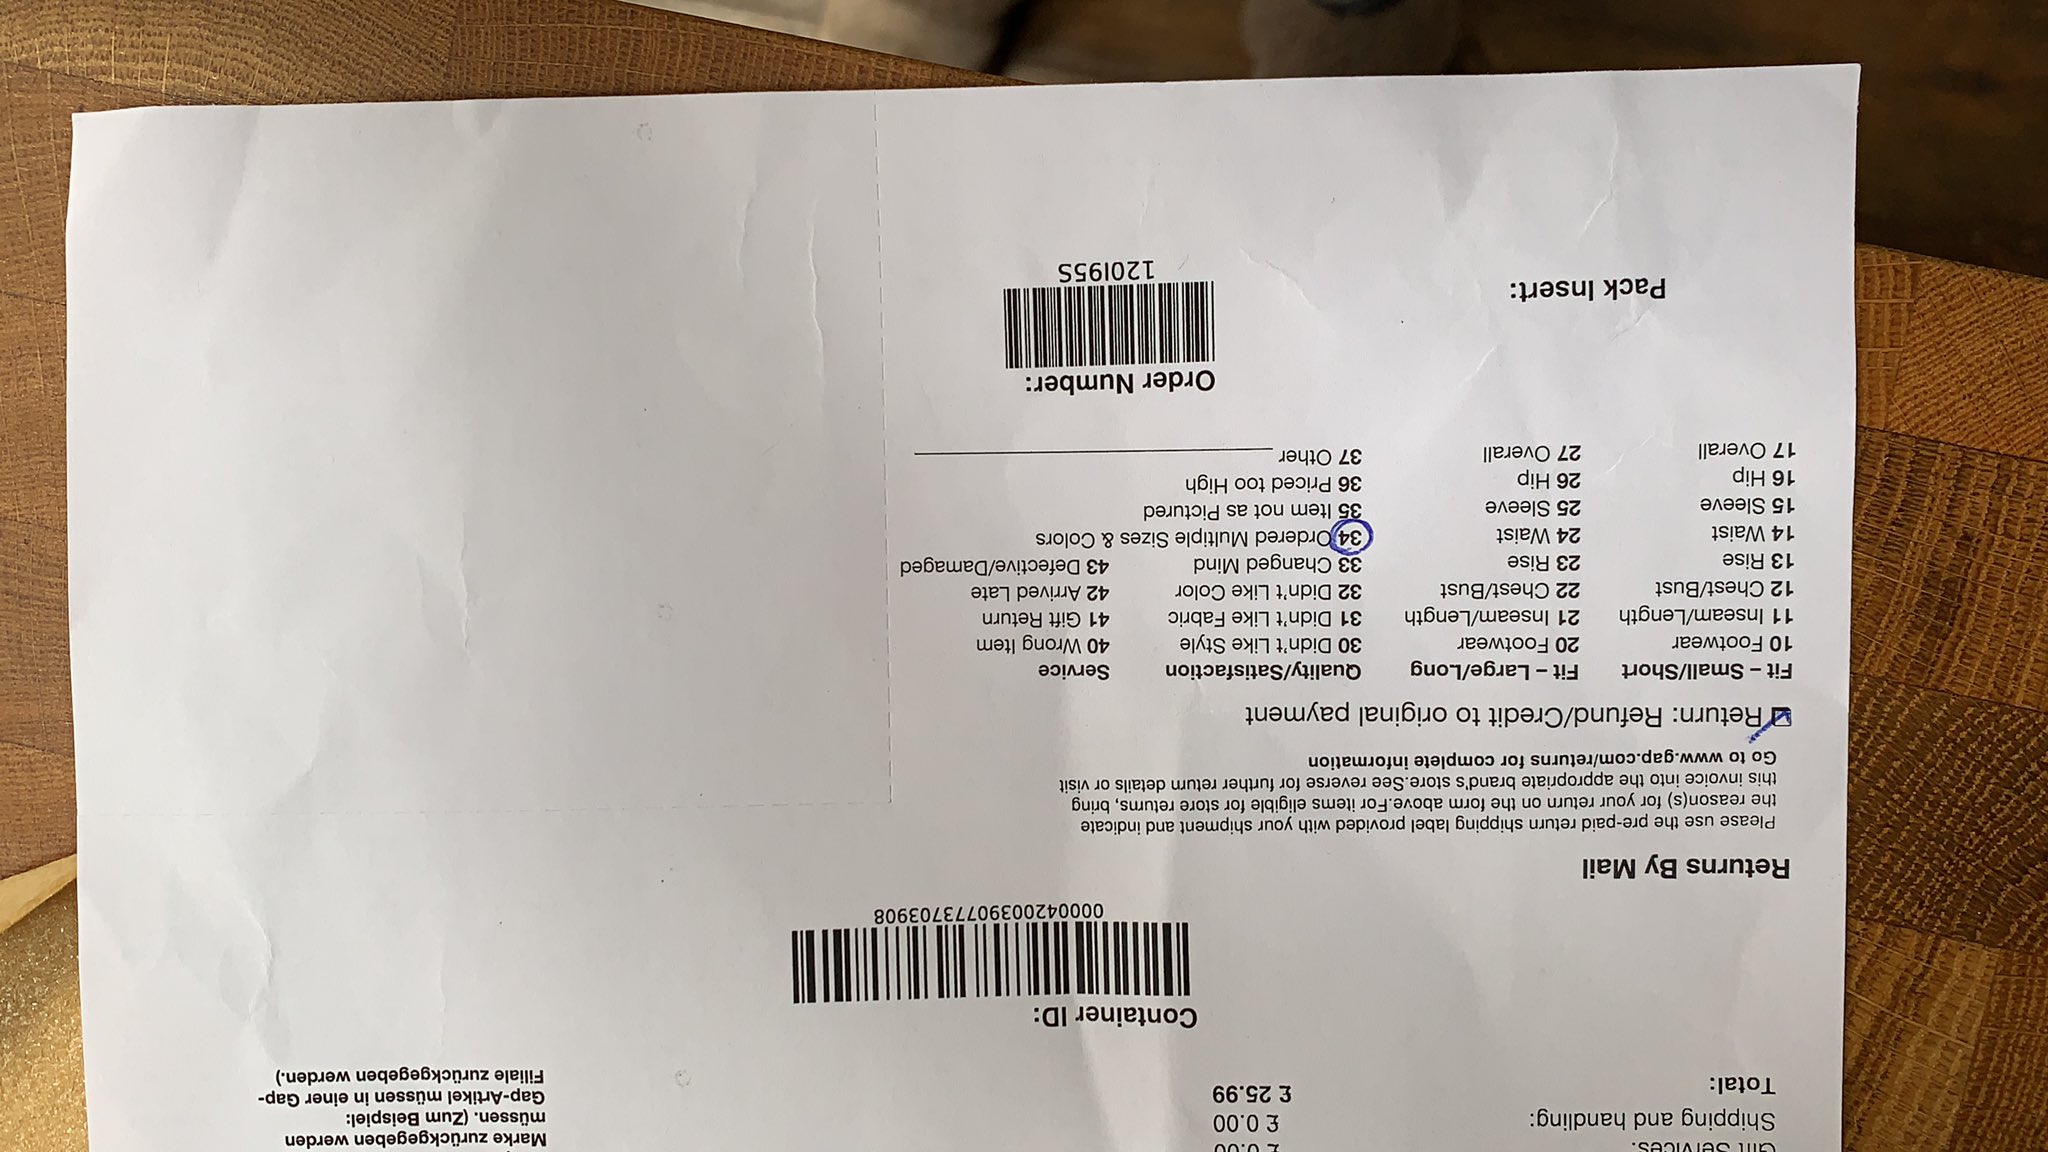 Gift Services: £ 0.00
Shipping and handling: £ 0.00
Total: £ 25.99
Marke zurückgegeben werden
müssen. (Zum Beispiel:
Gap-Artikel müssen in einer Gap-
Filiale zurückgegeben werden.)
Container ID:
00004200390773703908
Returns By Mail
Please use the pre-paid return shipping label provided with your shipment and indicate
the reason(s) for your return on the form above.For items eligible for store returns, bring
this invoice into the appropriate brand's store.See reverse for further return details or visit
Go to www.gap.com/returns for complete information
Return: Refund/Credit to original payment
Fit – Small/Short Fit – Large/Long Quality/Satisfaction Service
10 Footwear 20 Footwear 30 Didn't Like Style 40 Wrong Item
11 Inseam/Length 21 Inseam/Length 31 Didn't Like Fabric 41 Gift Return
12 Chest/Bust 22 Chest/Bust 32 Didn't Like Color 42 Arrived Late
13 Rise 23 Rise 33 Changed Mind 43 Defective/Damaged
14 Waist 24 Waist 34 Ordered Multiple Sizes & Colors
15 Sleeve 25 Sleeve 35 Item not as Pictured
16 Hip 26 Hip 36 Priced too High
17 Overall 27 Overall 37 Other
Order Number:
120I95S
Pack Insert: